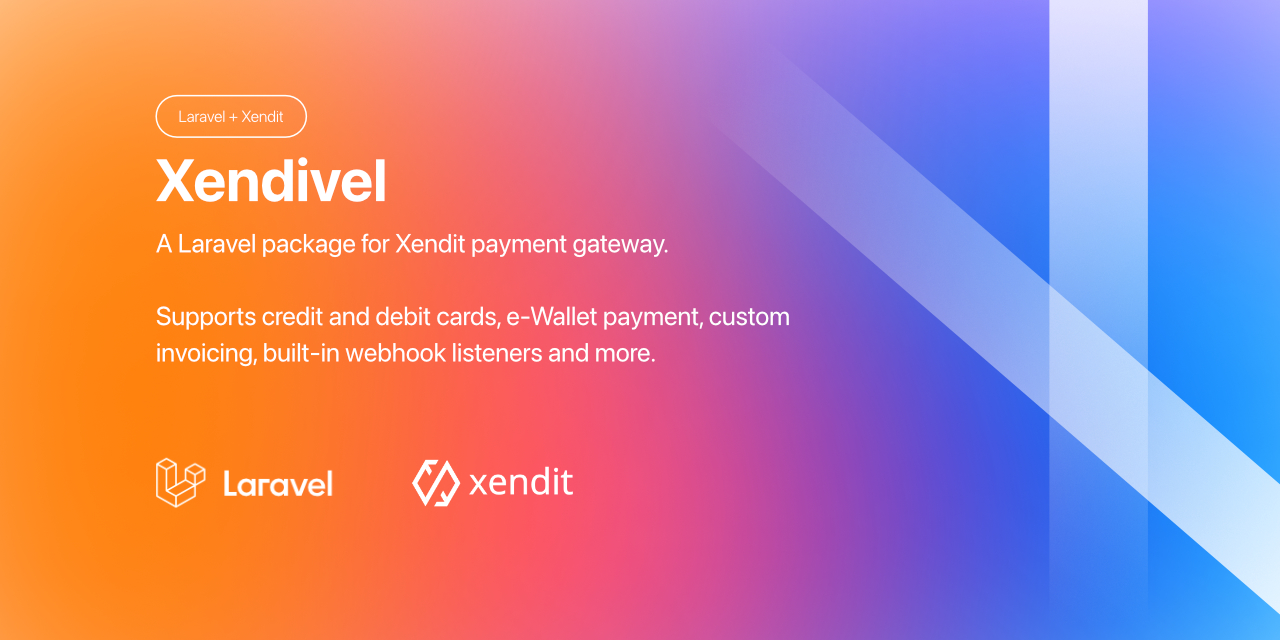 Laravel + Xendit
Xendivel
A Laravel package for Xendit payment gateway.
Supports credit and debit cards, e-Wallet payment, custom
invoicing, built-in webhook listeners and more.
Laravel
xendit